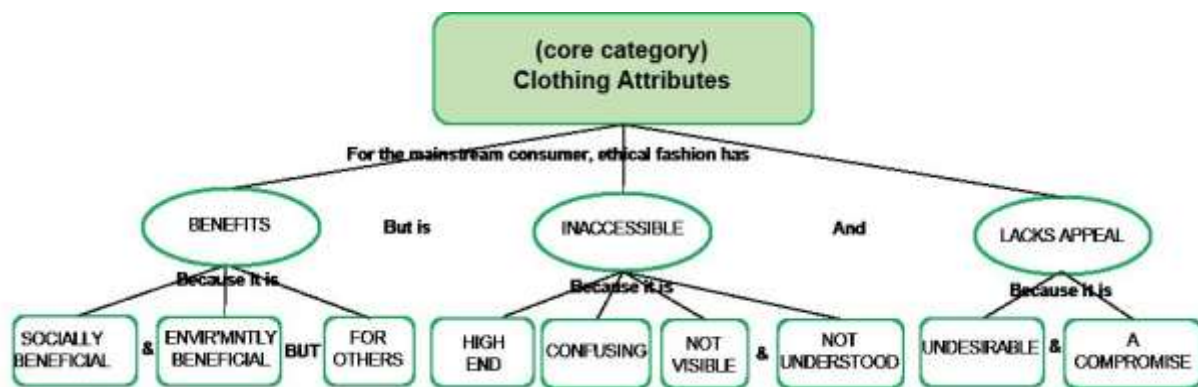 (core category)
Clothing Attributes
For the mainstream consumer, ethical fashion has
BENEFITS
But is
INACCESSIBLE
And
LACKS APPEAL
Because it is
Because it is
Because it is
SOCIALLY
BENEFICIAL
&
ENVIR'MNTLY
BENEFICIAL
BUT
FOR
OTHERS
HIGH
END
CONFUSING
NOT
VISIBLE
&
NOT
UNDERSTOOD
UNDESIRABLE
&
A
COMPROMISE